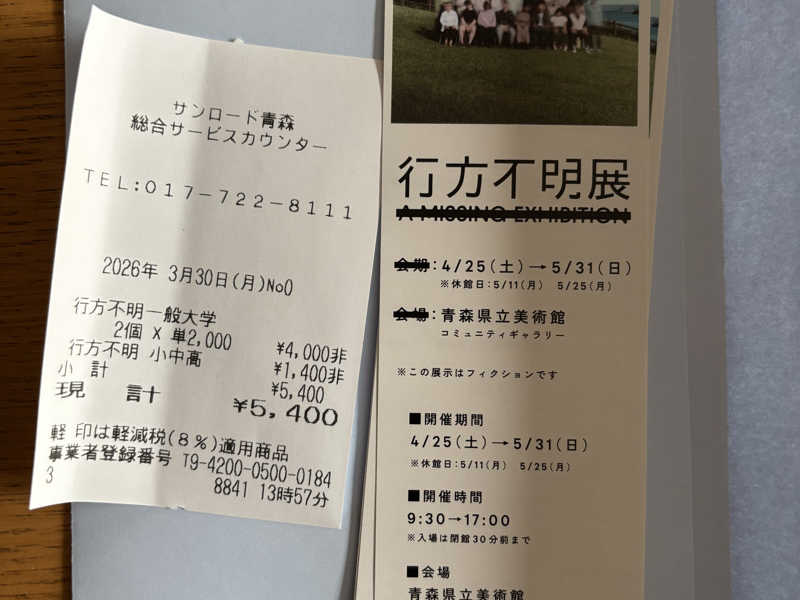 サンロード青森
総合サービスカウンター
TEL:017-722-8111
2026年 3月30日(月)No0
行方不明一般大学
2個 X 単2,000 ¥4,000非
行方不明 小中高 ¥1,400非
小 計 ¥5,400
現 計 ¥5,400
軽 印は軽減税(8%)適用商品
事業者登録番号 T9-4200-0500-0184
3 8841 13時57分
行方不明展
A MISSING EXHIBITION
会期:4/25(土)→5/31(日)
※休館日:5/11(月) 5/25(月)
会場:青森県立美術館
コミュニティギャラリー
※この展示はフィクションです
■開催期間
4/25(土)→5/31(日)
※休館日:5/11(月) 5/25(月)
■開催時間
9:30→17:00
※入場は閉館30分前まで
■会場
青森県立美術館